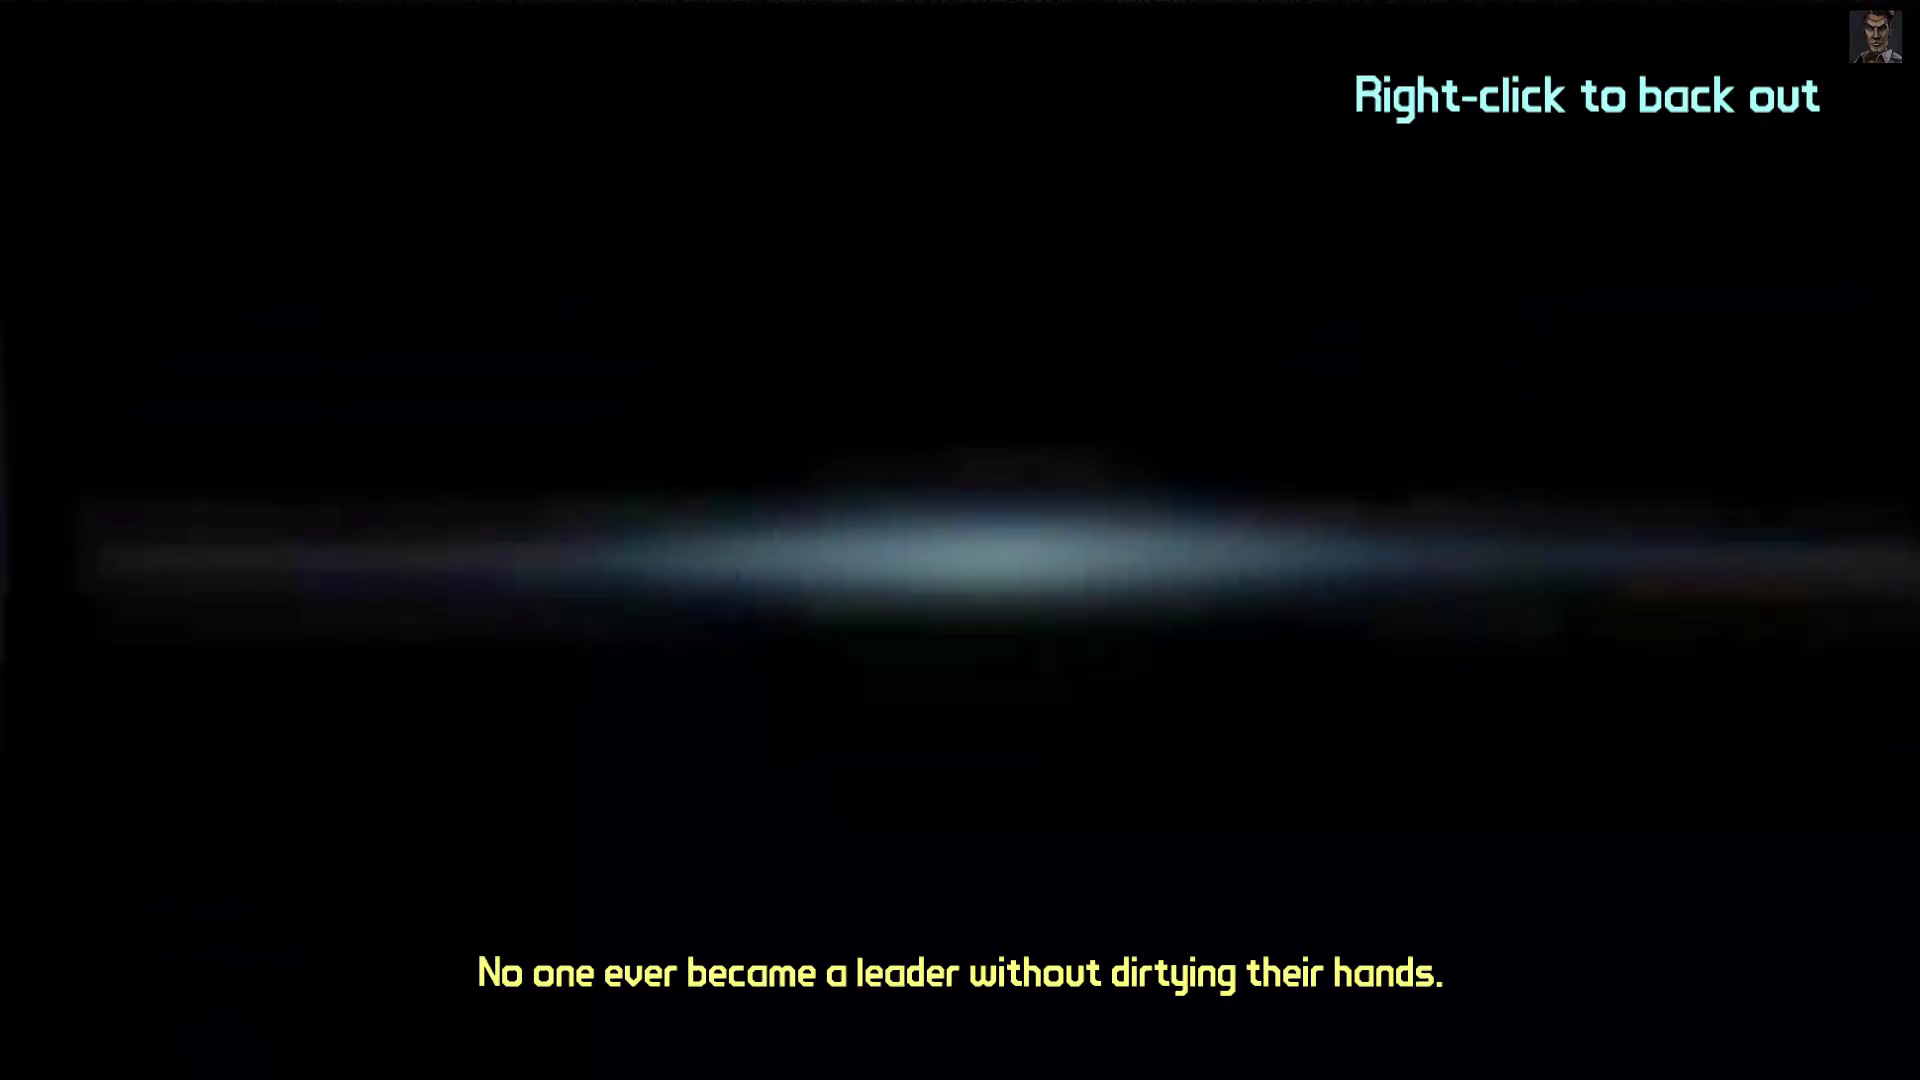 Right-click to back out
No one ever became a leader without dirtying their hands.